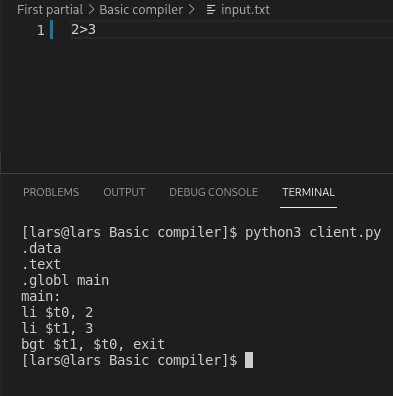 First partial > Basic compiler > input.txt
1 2>3
PROBLEMS OUTPUT DEBUG CONSOLE TERMINAL
[lars@lars Basic compiler]$ python3 client.py
.data
.text
.globl main
main:
li $t0, 2
li $t1, 3
bgt $t1, $t0, exit
[lars@lars Basic compiler]$